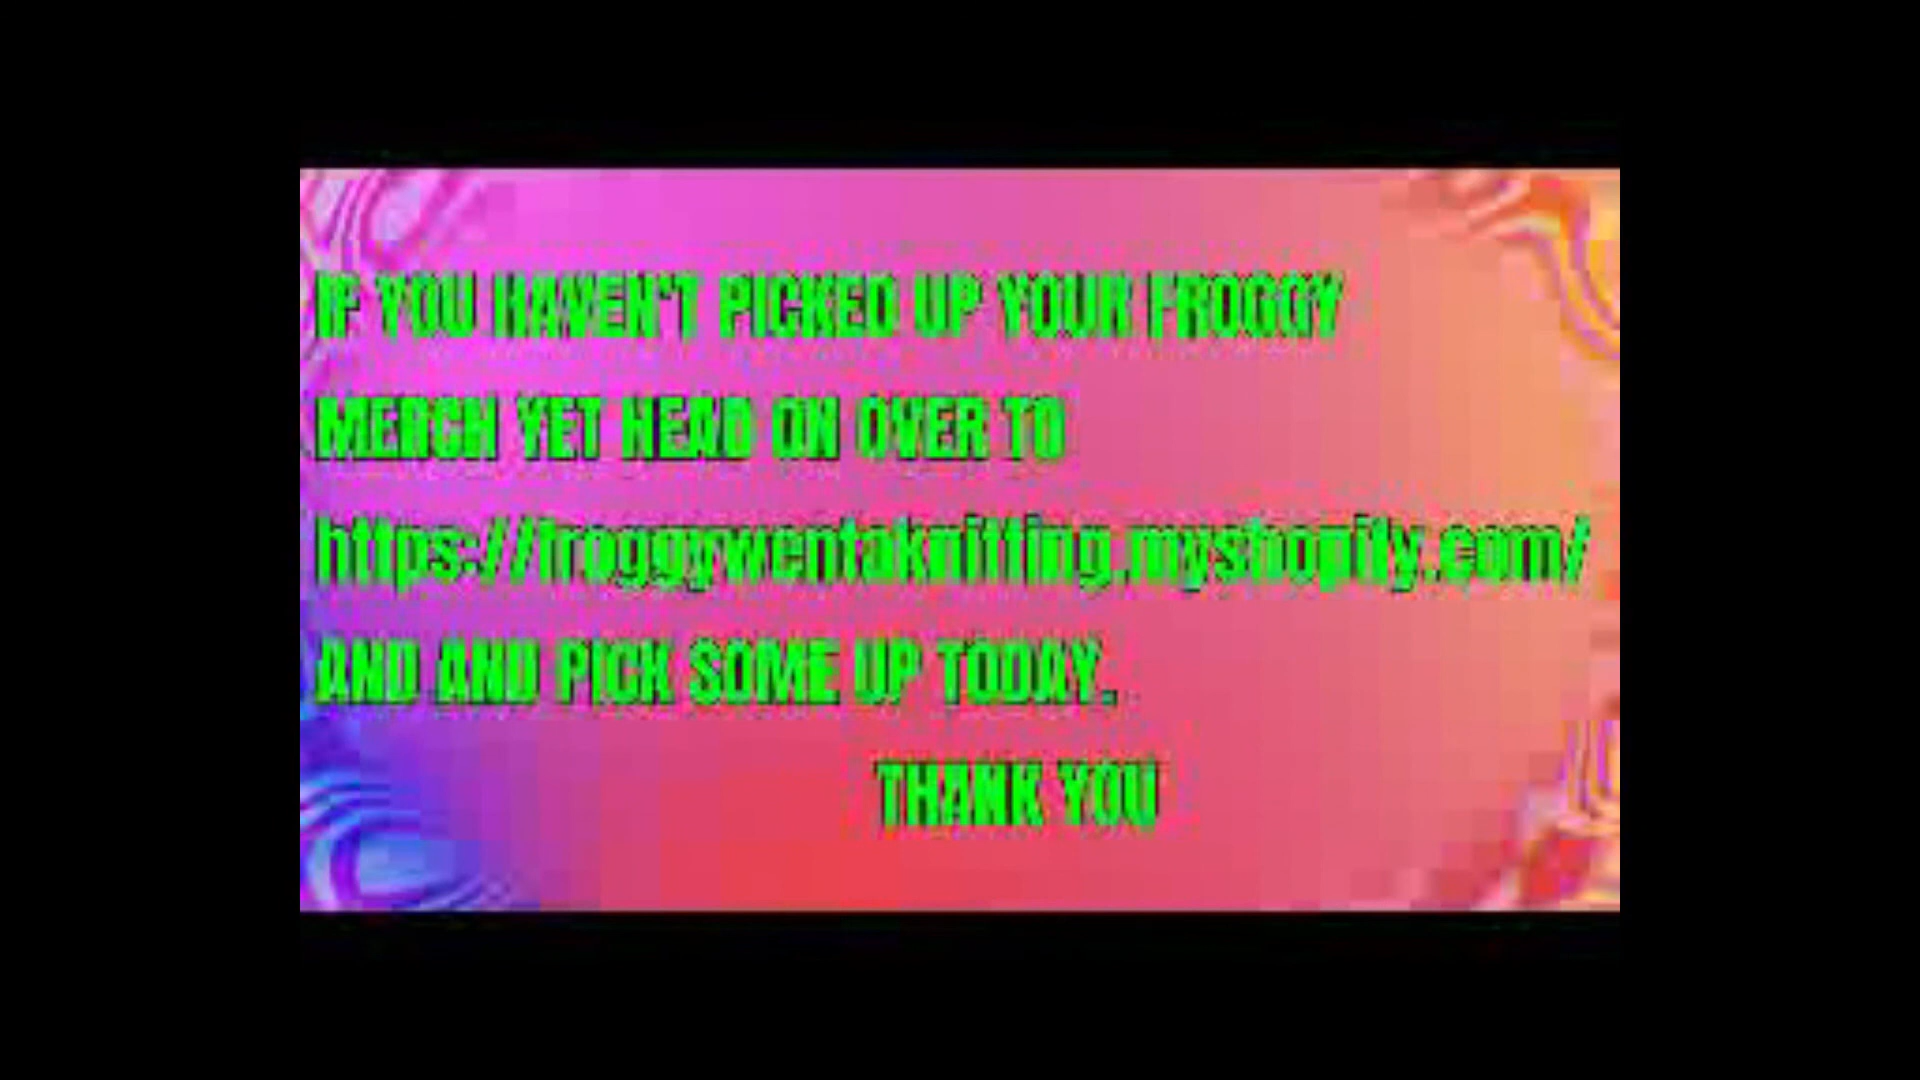 IF YOU HAVEN'T PICKED UP YOUR FROGGY
MERCH YET HEAD ON OVER TO
https://froggywentaknitting.myshopify.com/
AND AND PICK SOME UP TODAY.
THANK YOU